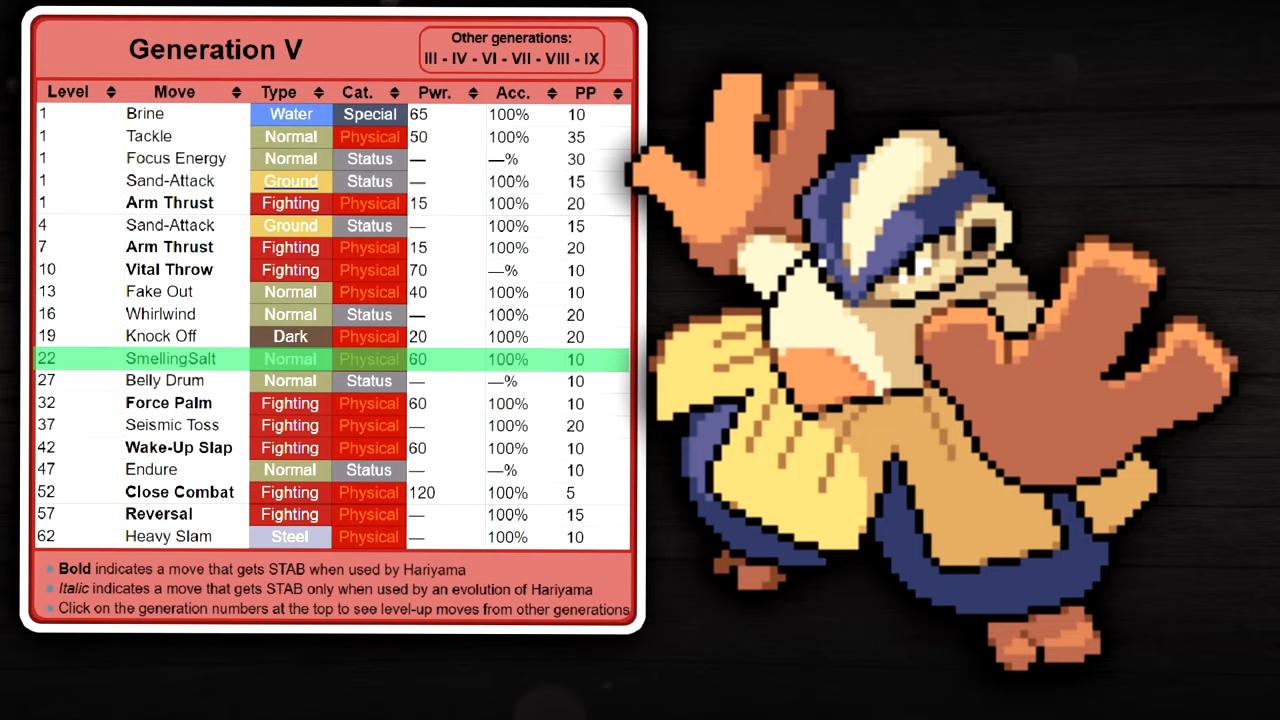 Generation V
Other generations:
III - IV - VI - VII - VIII - IX
Level Move Type Cat. Pwr. Acc. PP
1 Brine Water Special 65 100% 10
1 Tackle Normal Physical 50 100% 35
1 Focus Energy Normal Status — —% 30
1 Sand-Attack Ground Status — 100% 15
1 Arm Thrust Fighting Physical 15 100% 20
4 Sand-Attack Ground Status — 100% 15
7 Arm Thrust Fighting Physical 15 100% 20
10 Vital Throw Fighting Physical 70 —% 10
13 Fake Out Normal Physical 40 100% 10
16 Whirlwind Normal Status — 100% 20
19 Knock Off Dark Physical 20 100% 20
22 SmellingSalt Normal Physical 60 100% 10
27 Belly Drum Normal Status — —% 10
32 Force Palm Fighting Physical 60 100% 10
37 Seismic Toss Fighting Physical — 100% 20
42 Wake-Up Slap Fighting Physical 60 100% 10
47 Endure Normal Status — —% 10
52 Close Combat Fighting Physical 120 100% 5
57 Reversal Fighting Physical — 100% 15
62 Heavy Slam Steel Physical — 100% 10
Bold indicates a move that gets STAB when used by Hariyama
Italic indicates a move that gets STAB only when used by an evolution of Hariyama
Click on the generation numbers at the top to see level-up moves from other generations